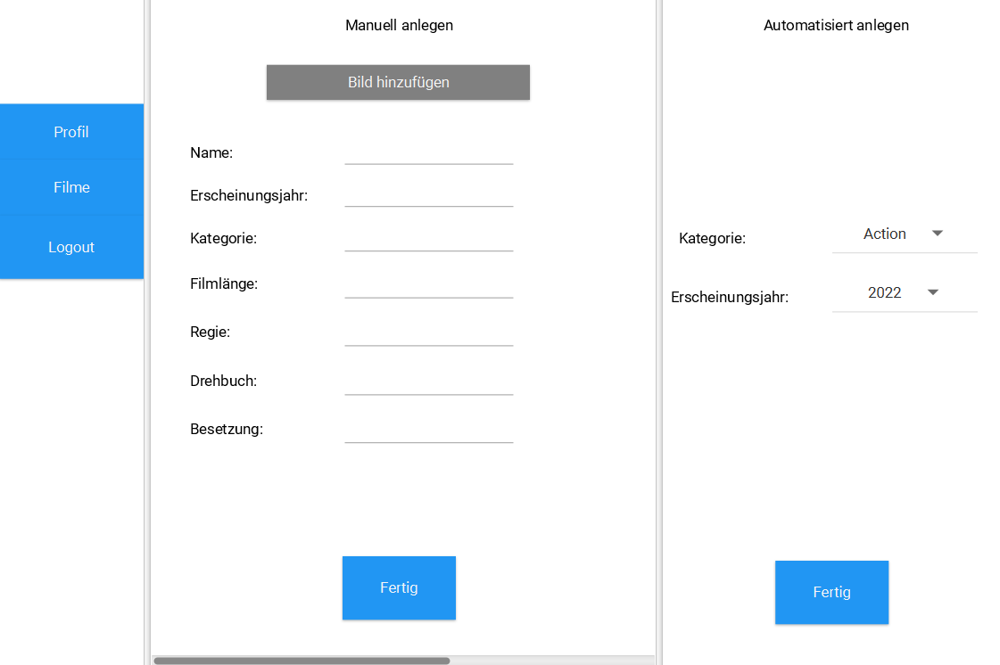 Profil
Filme
Logout
Manuell anlegen
Bild hinzufügen
Name:
Erscheinungsjahr:
Kategorie:
Filmlänge:
Regie:
Drehbuch:
Besetzung:
Fertig
Automatisiert anlegen
Kategorie: Action
Erscheinungsjahr: 2022
Fertig